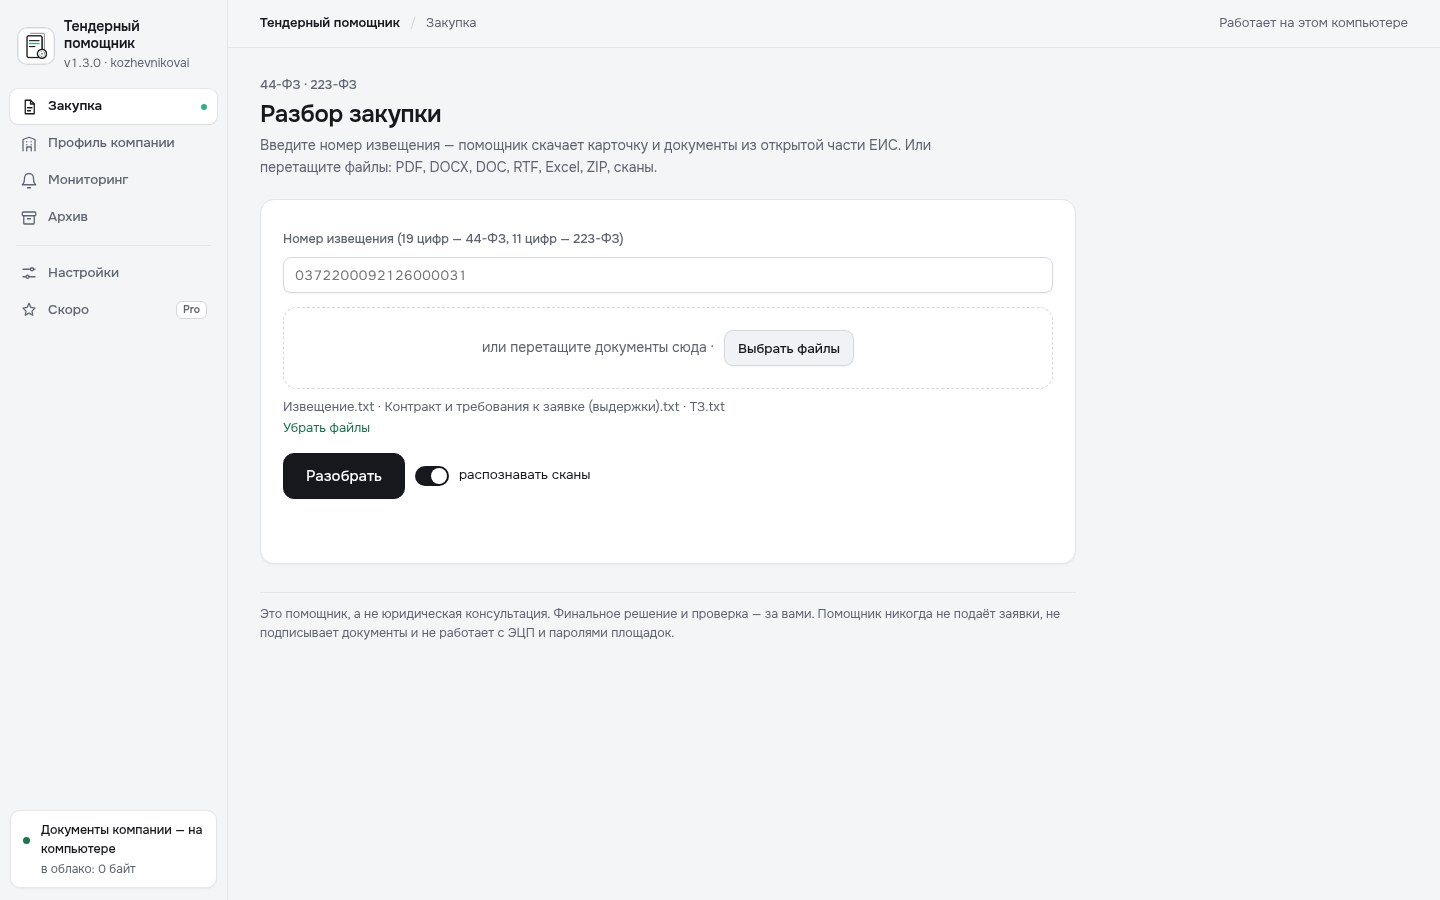 Тендерный
помощник
v1.3.0 · kozhevnikovai
Закупка
Профиль компании
Мониторинг
Архив
Настройки
Скоро
Pro
Документы компании — на
компьютере
в облако: 0 байт
Тендерный помощник / Закупка
Работает на этом компьютере
44-ФЗ · 223-ФЗ
Разбор закупки
Введите номер извещения — помощник скачает карточку и документы из открытой части ЕИС. Или
перетащите файлы: PDF, DOCX, DOC, RTF, Excel, ZIP, сканы.
Номер извещения (19 цифр — 44-ФЗ, 11 цифр — 223-ФЗ)
0372200092126000031
или перетащите документы сюда ·
Выбрать файлы
Извещение.txt · Контракт и требования к заявке (выдержки).txt · ТЗ.txt
Убрать файлы
Разобрать
распознавать сканы
Это помощник, а не юридическая консультация. Финальное решение и проверка — за вами. Помощник никогда не подаёт заявки, не
подписывает документы и не работает с ЭЦП и паролями площадок.